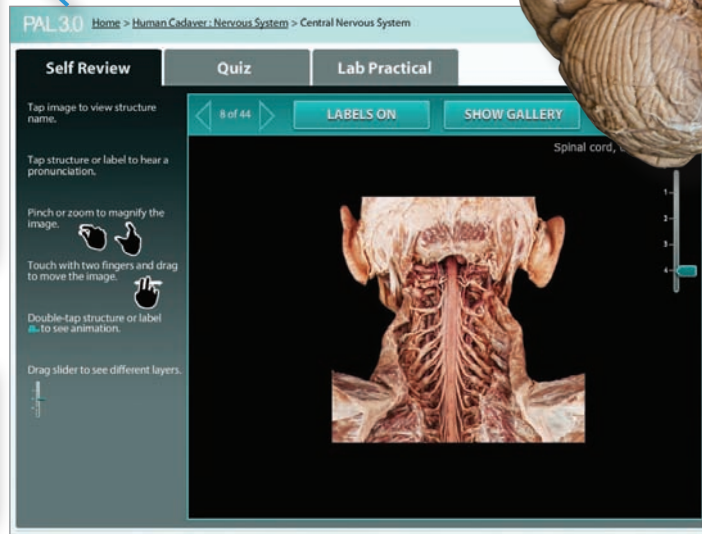 PAL 3.0 Home > Human Cadaver : Nervous System > Central Nervous System
Self Review
Quiz
Lab Practical
8 of 44
LABELS ON
SHOW GALLERY
Spinal cord,
Tap image to view structure
name.
Tap structure or label to hear a
pronunciation.
Pinch or zoom to magnify the
image.
Touch with two fingers and drag
to move the image.
Double-tap structure or label
to see animation.
Drag slider to see different layers.
1
2
3
4